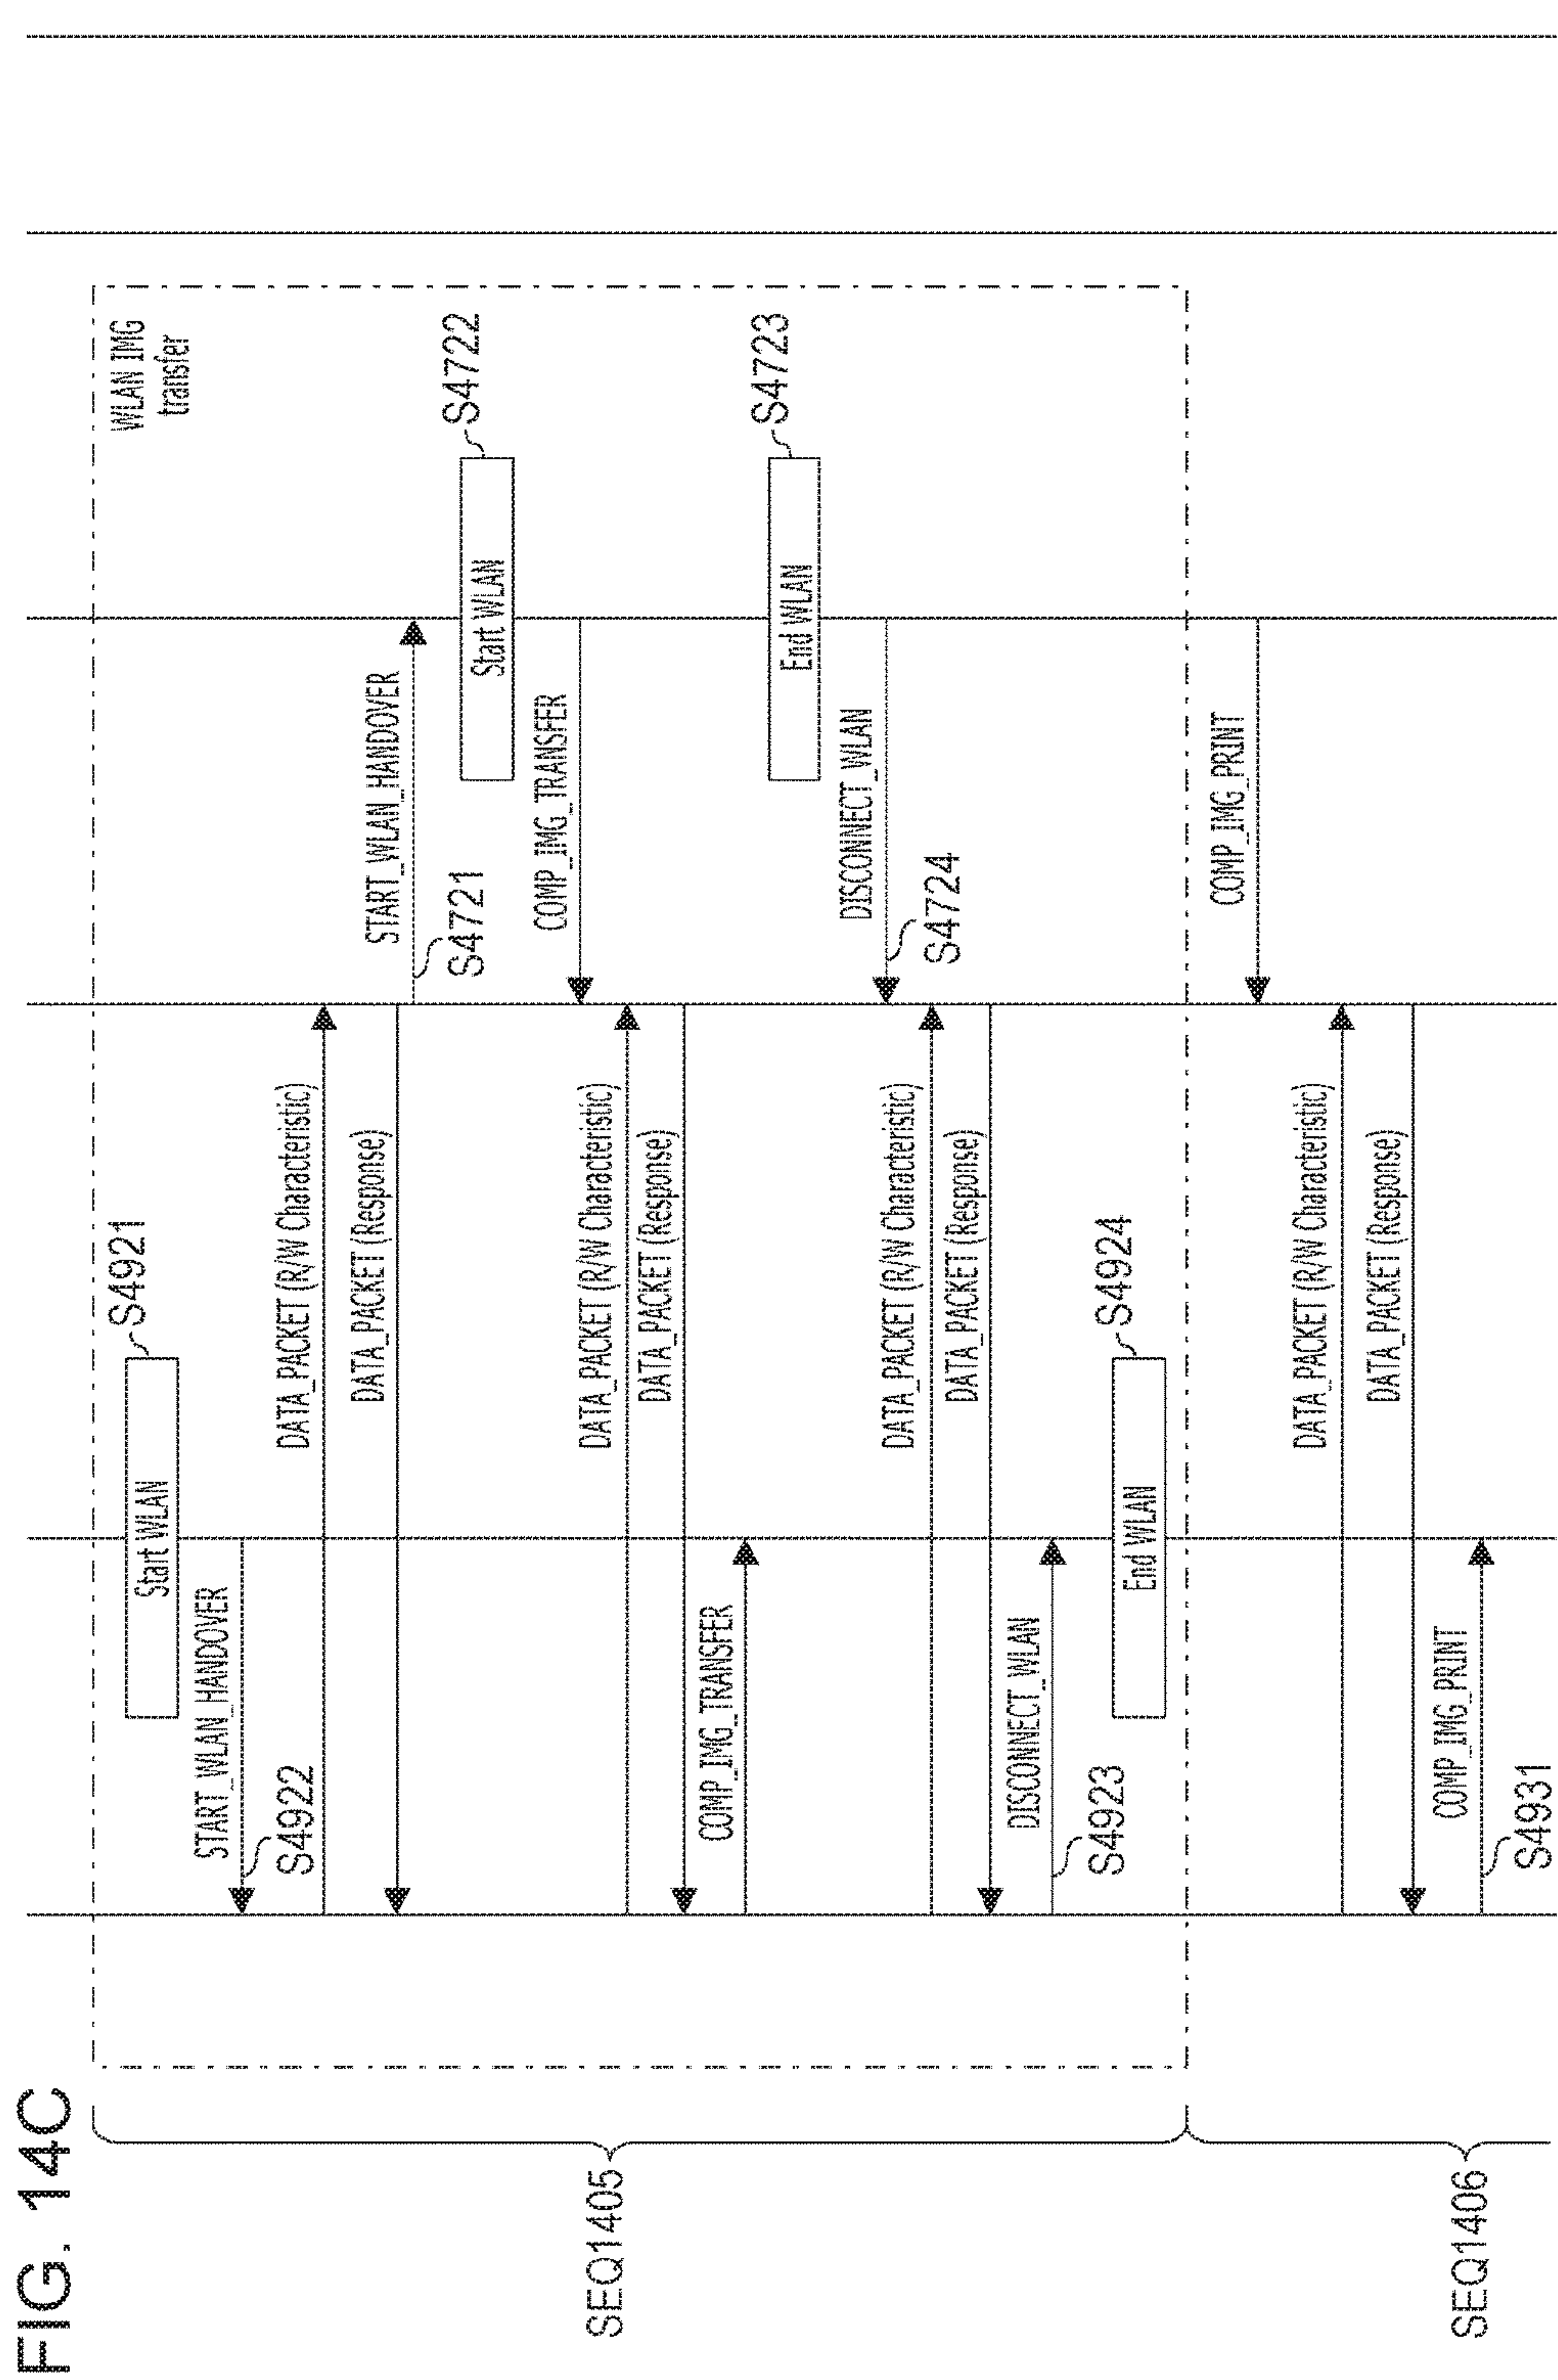 FIG. 14C
SEQ1405
WLAN IMG
transfer
Start WLAN
S4921
START_WLAN_HANDOVER
S4922
DATA_PACKET (R/W Characteristic)
DATA_PACKET (Response)
START_WLAN_HANDOVER
S4721
Start WLAN
S4722
COMP_IMG_TRANSFER
DATA_PACKET (R/W Characteristic)
DATA_PACKET (Response)
COMP_IMG_TRANSFER
End WLAN
S4723
DISCONNECT_WLAN
S4724
DATA_PACKET (R/W Characteristic)
DATA_PACKET (Response)
DISCONNECT_WLAN
S4923
End WLAN
S4924
SEQ1406
COMP_IMG_PRINT
DATA_PACKET (R/W Characteristic)
DATA_PACKET (Response)
COMP_IMG_PRINT
S4931